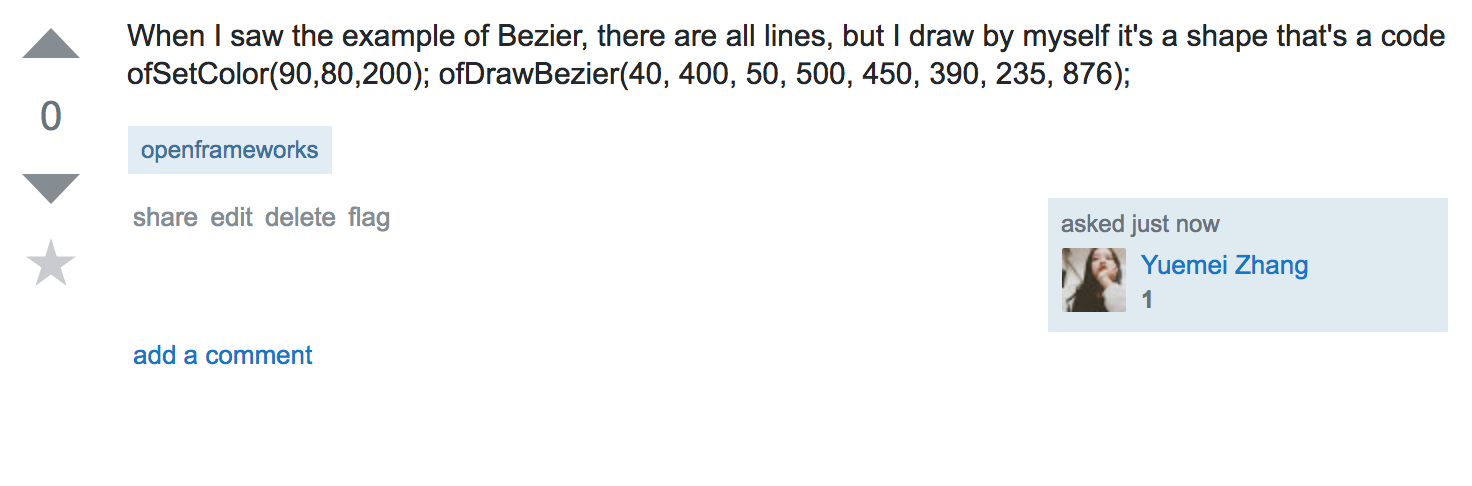 When I saw the example of Bezier, there are all lines, but I draw by myself it's a shape that's a code
ofSetColor(90,80,200); ofDrawBezier(40, 400, 50, 500, 450, 390, 235, 876);
0
openframeworks
share edit delete flag
asked just now
Yuemei Zhang
1
add a comment